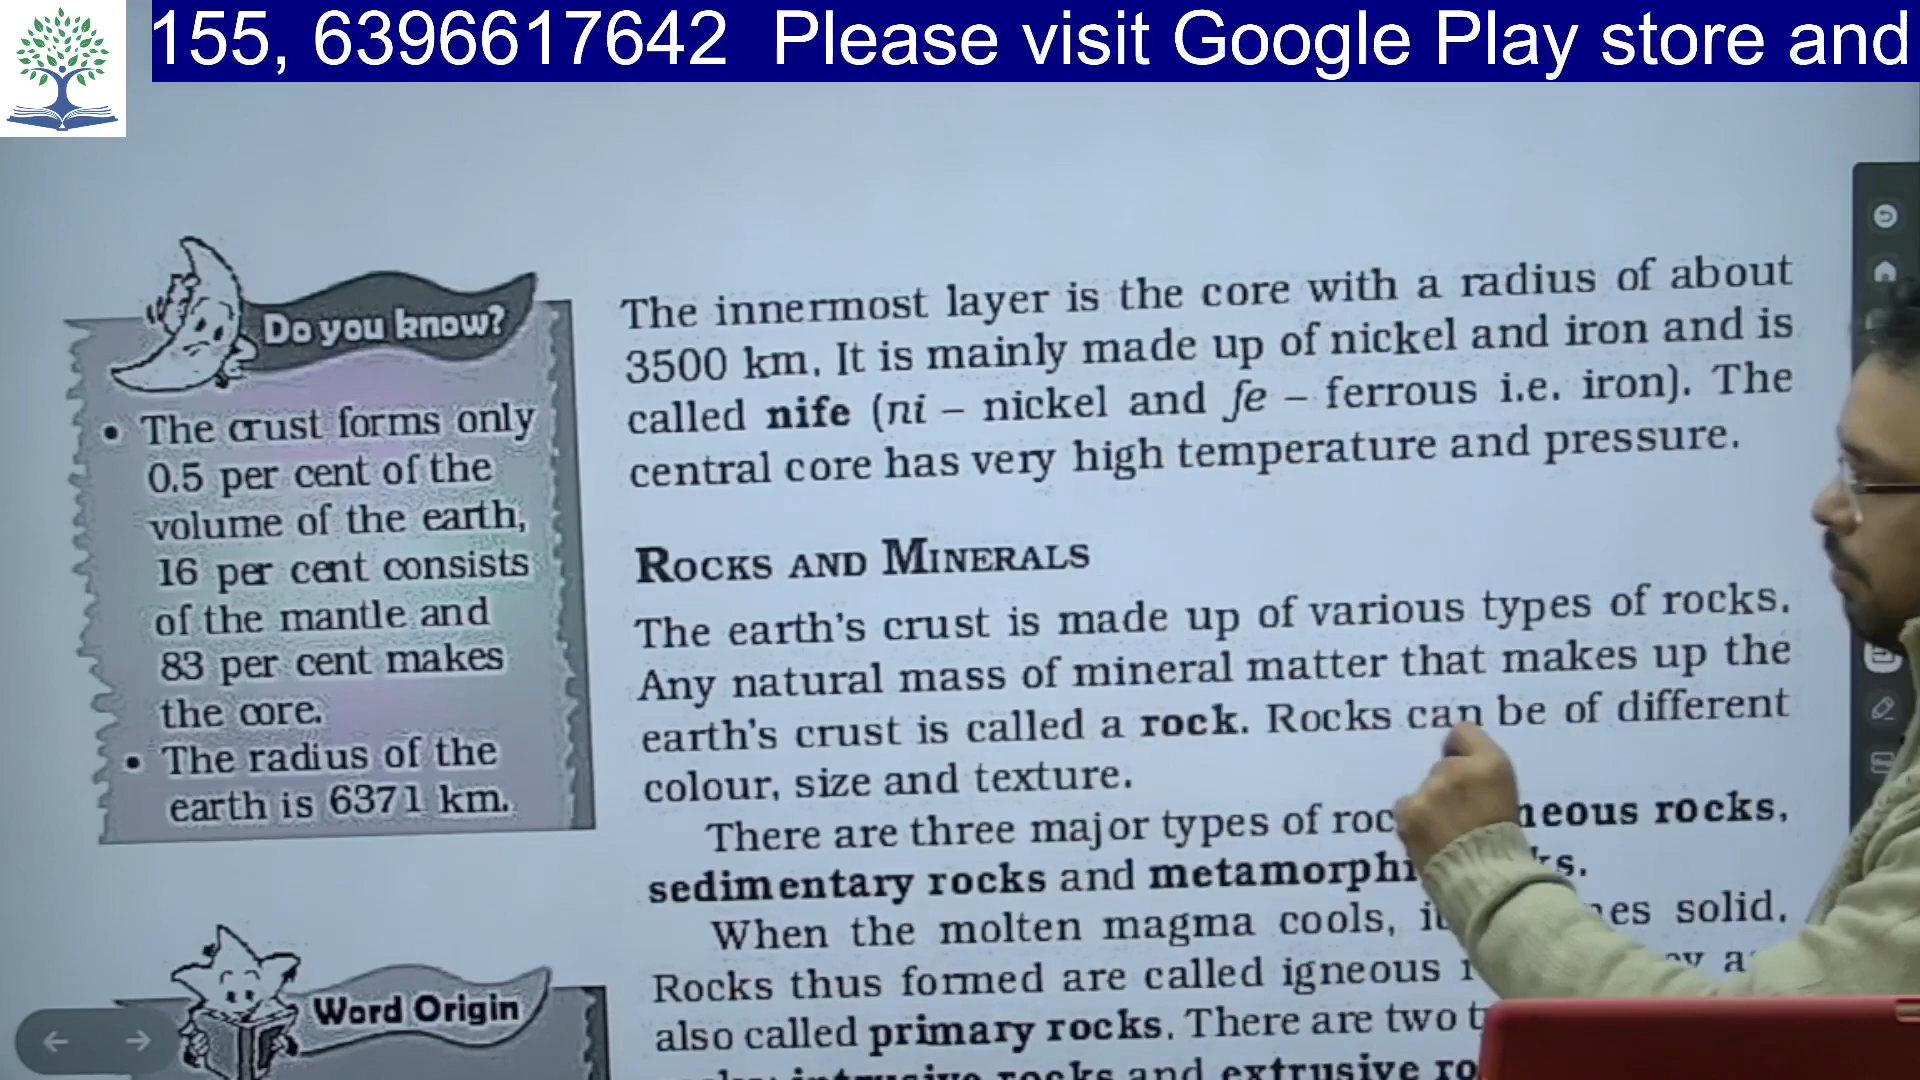 155, 6396617642 Please visit Google Play store and
Do you know?
• The crust forms only
0.5 per cent of the
volume of the earth,
16 per cent consists
of the mantle and
83 per cent makes
the core.
• The radius of the
earth is 6371 km.
Word Origin
The innermost layer is the core with a radius of about
3500 km. It is mainly made up of nickel and iron and is
called nife (ni – nickel and fe – ferrous i.e. iron). The
central core has very high temperature and pressure.
ROCKS AND MINERALS
The earth's crust is made up of various types of rocks.
Any natural mass of mineral matter that makes up the
earth's crust is called a rock. Rocks can be of different
colour, size and texture.
There are three major types of neous rocks,
sedimentary rocks and
When the molten magma cools, solid.
Rocks thus formed are called igneous
also called primary rocks. There are two
intrusive rocks and extrusive